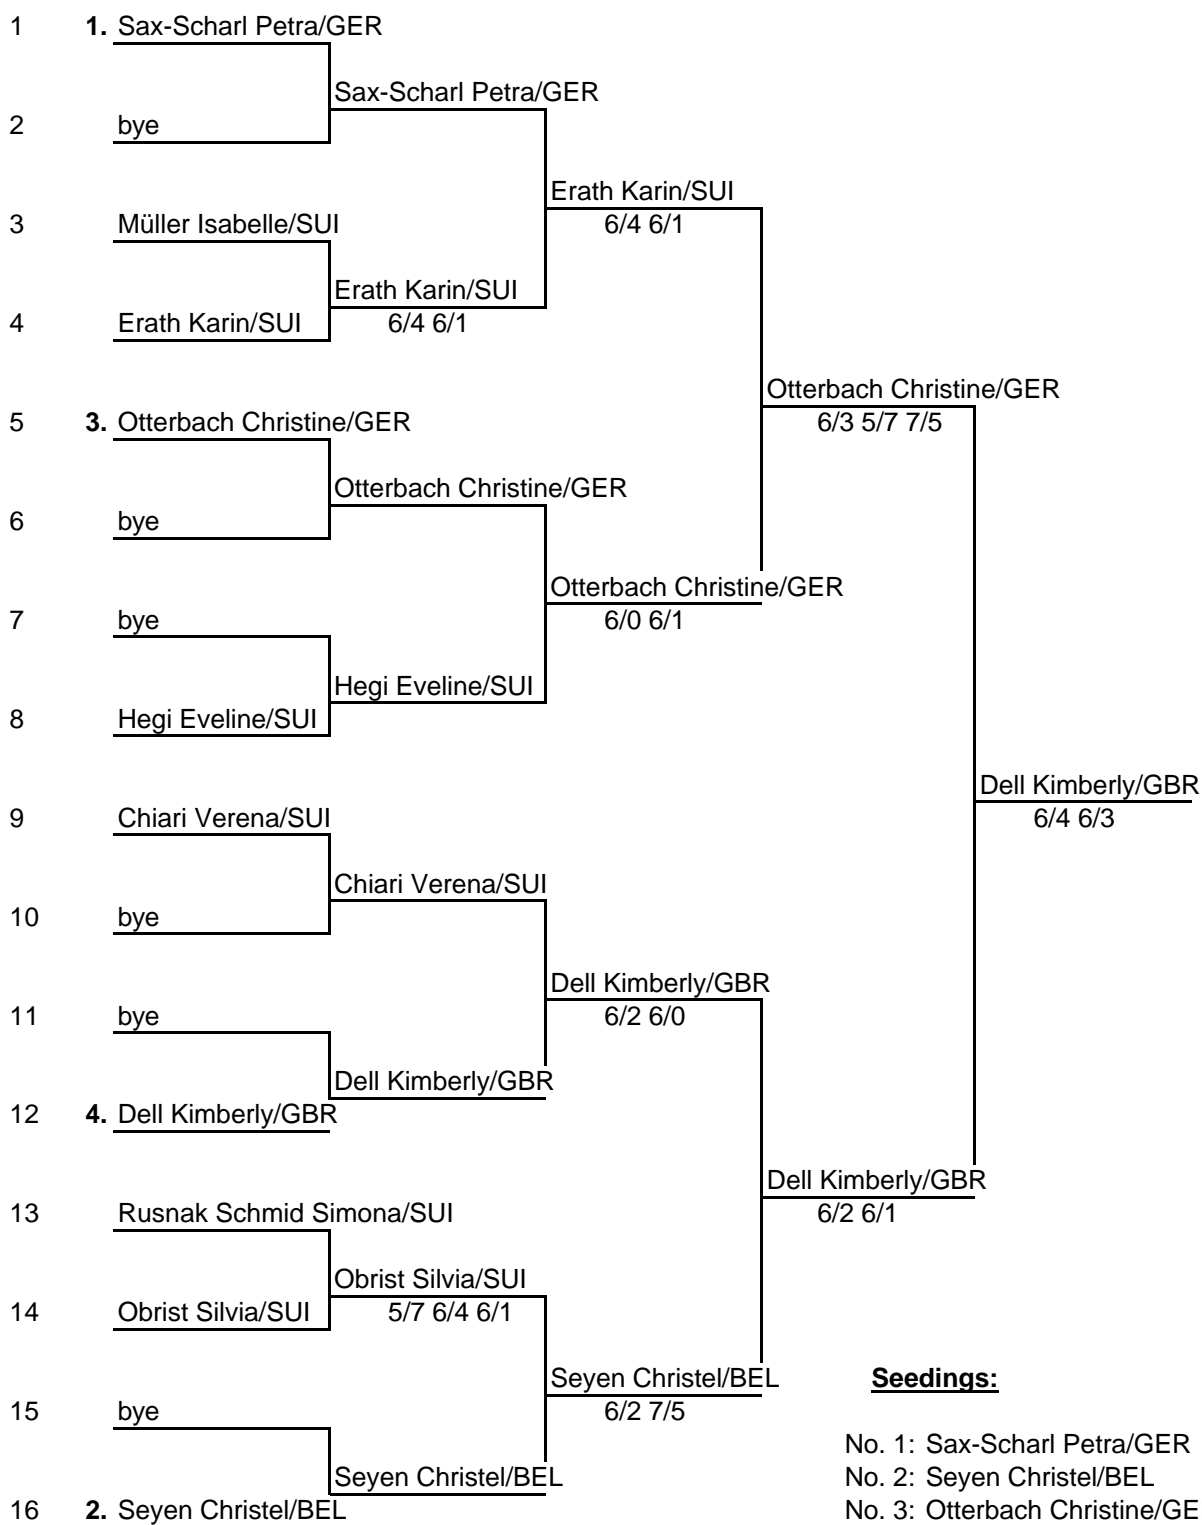 1 1. Sax-Scharl Petra/GER
Sax-Scharl Petra/GER
2 bye
Erath Karin/SUI
3 Müller Isabelle/SUI 6/4 6/1
Erath Karin/SUI
4 Erath Karin/SUI 6/4 6/1
Otterbach Christine/GER
5 3. Otterbach Christine/GER 6/3 5/7 7/5
Otterbach Christine/GER
6 bye
Otterbach Christine/GER
7 bye 6/0 6/1
Hegi Eveline/SUI
8 Hegi Eveline/SUI
Dell Kimberly/GBR
9 Chiari Verena/SUI 6/4 6/3
Chiari Verena/SUI
10 bye
Dell Kimberly/GBR
11 bye 6/2 6/0
Dell Kimberly/GBR
12 4. Dell Kimberly/GBR
Dell Kimberly/GBR
13 Rusnak Schmid Simona/SUI 6/2 6/1
Obrist Silvia/SUI
14 Obrist Silvia/SUI 5/7 6/4 6/1
Seyen Christel/BEL Seedings:
15 bye 6/2 7/5
No. 1: Sax-Scharl Petra/GER
Seyen Christel/BEL No. 2: Seyen Christel/BEL
16 2. Seyen Christel/BEL No. 3: Otterbach Christine/GE